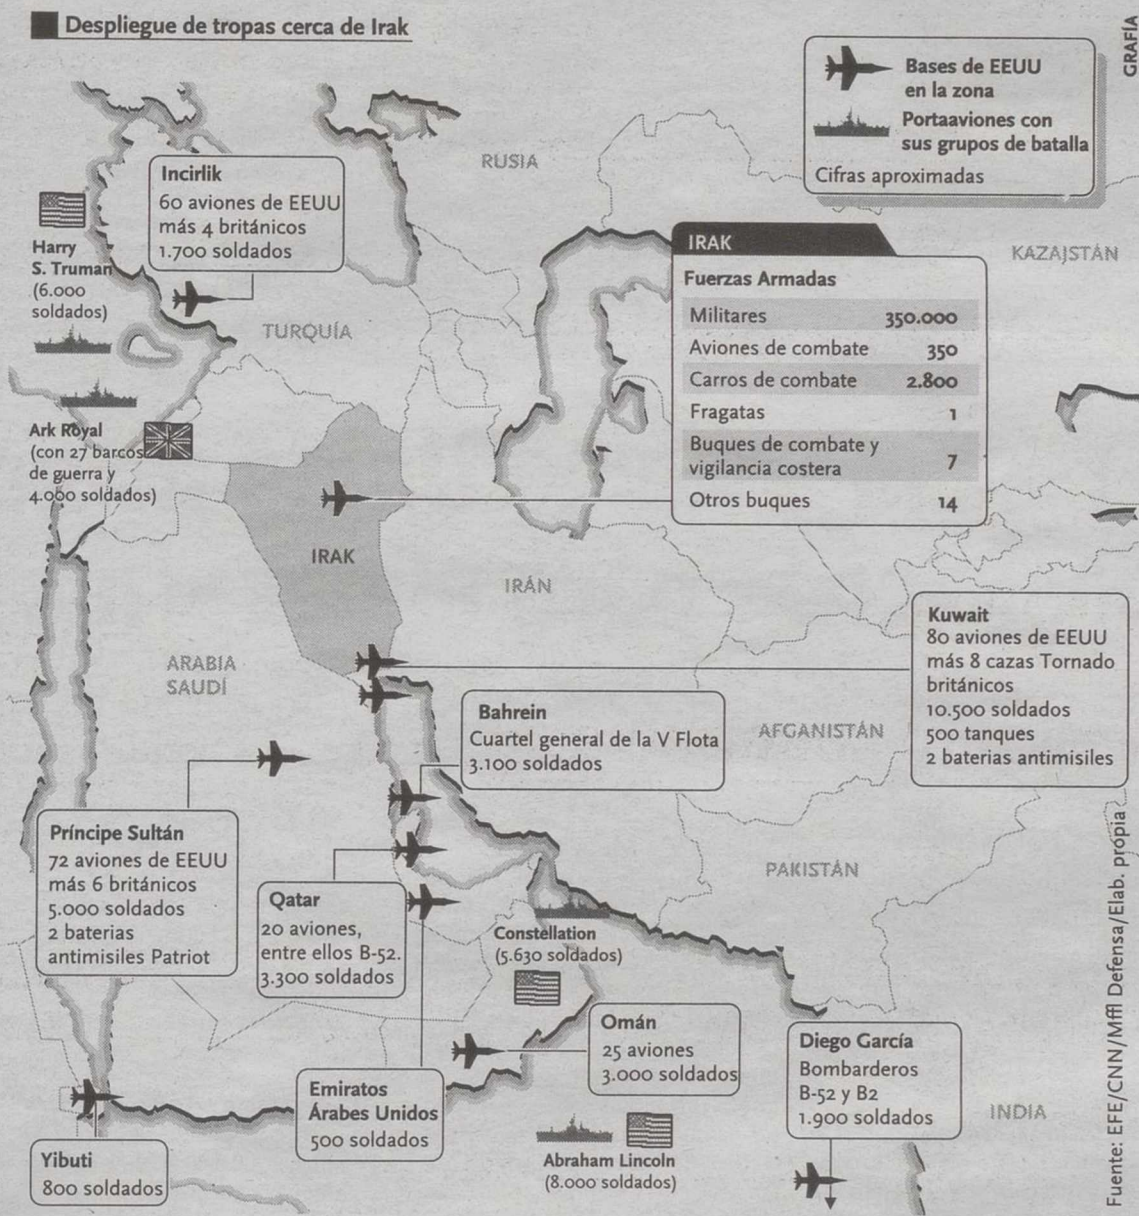 Despliegue de tropas cerca de Irak
GRAFÍA
Bases de EEUU
en la zona
Portaaviones con
sus grupos de batalla
Cifras aproximadas
RUSIA
KAZAJSTÁN
Incirlik
60 aviones de EEUU
más 4 británicos
1.700 soldados
Harry
S. Truman
(6.000
soldados)
TURQUÍA
IRAK
Fuerzas Armadas
Militares 350.000
Aviones de combate 350
Carros de combate 2.800
Fragatas 1
Buques de combate y
vigilancia costera 7
Otros buques 14
Ark Royal
(con 27 barcos
de guerra y
4.000 soldados)
IRAK
IRÁN
Kuwait
80 aviones de EEUU
más 8 cazas Tornado
británicos
10.500 soldados
500 tanques
2 baterias antimisiles
ARABIA
SAUDÍ
Bahrein
Cuartel general de la V Flota
3.100 soldados
AFGANISTÁN
Príncipe Sultán
72 aviones de EEUU
más 6 británicos
5.000 soldados
2 baterias
antimisiles Patriot
PAKISTÁN
Qatar
20 aviones,
entre ellos B-52.
3.300 soldados
Constellation
(5.630 soldados)
Omán
25 aviones
3.000 soldados
Diego García
Bombarderos
B-52 y B2
1.900 soldados
Emiratos
Árabes Unidos
500 soldados
INDIA
Abraham Lincoln
(8.000 soldados)
Yibuti
800 soldados
Fuente: EFE/CNN/Mffl Defensa/Elab. propia